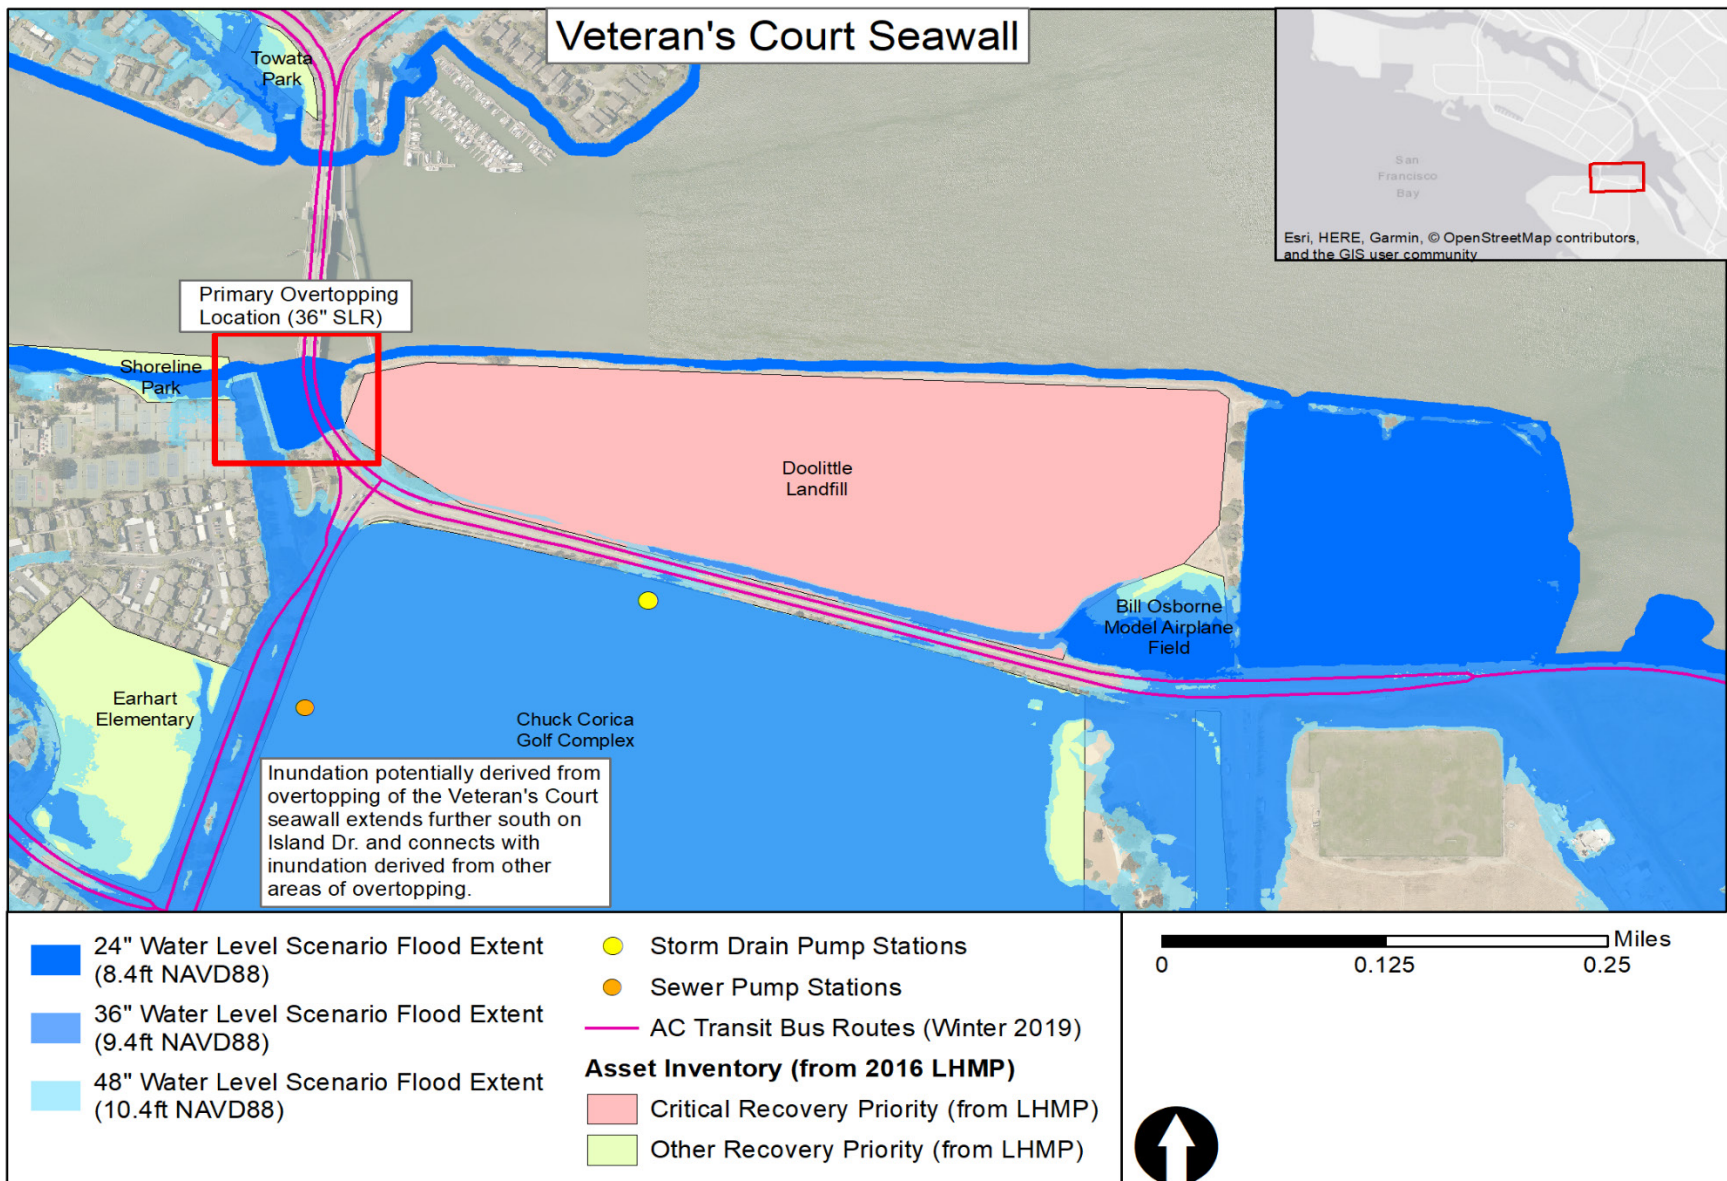 Veteran's Court Seawall
Towata
Park
San
Francisco
Bay
Esri, HERE, Garmin, © OpenStreetMap contributors,
and the GIS user community
Primary Overtopping
Location (36" SLR)
Shoreline
Park
Doolittle
Landfill
Bill Osborne
Model Airplane
Field
Earhart
Elementary
Chuck Corica
Golf Complex
Inundation potentially derived from
overtopping of the Veteran's Court
seawall extends further south on
Island Dr. and connects with
inundation derived from other
areas of overtopping.
24" Water Level Scenario Flood Extent
(8.4ft NAVD88)
36" Water Level Scenario Flood Extent
(9.4ft NAVD88)
48" Water Level Scenario Flood Extent
(10.4ft NAVD88)
Storm Drain Pump Stations
Sewer Pump Stations
AC Transit Bus Routes (Winter 2019)
Asset Inventory (from 2016 LHMP)
Critical Recovery Priority (from LHMP)
Other Recovery Priority (from LHMP)
Miles
0 0.125 0.25